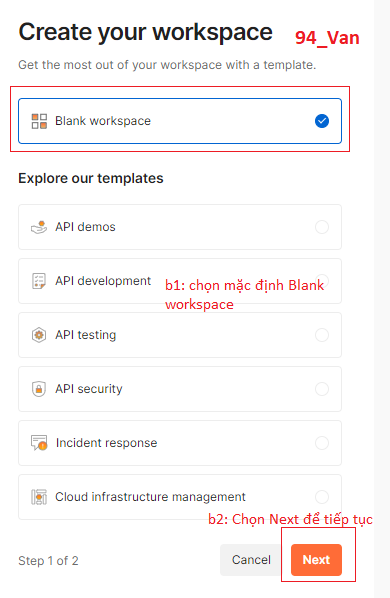 Create your workspace
94_Van
Get the most out of your workspace with a template.
Blank workspace
Explore our templates
API demos
API development
b1: chọn mặc định Blank
workspace
API testing
API security
Incident response
Cloud infrastructure management
b2: Chọn Next để tiếp tục
Step 1 of 2
Cancel
Next